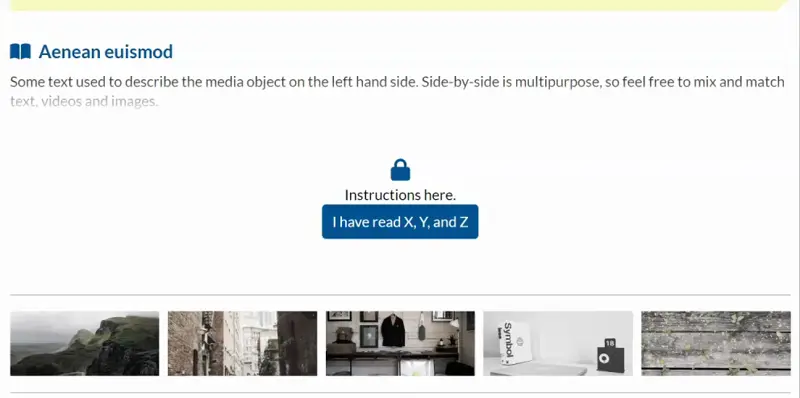 Aenean euismod
Some text used to describe the media object on the left hand side. Side-by-side is multipurpose, so feel free to mix and match
text, videos and images.
Instructions here.
I have read X, Y, and Z
Symbol
18